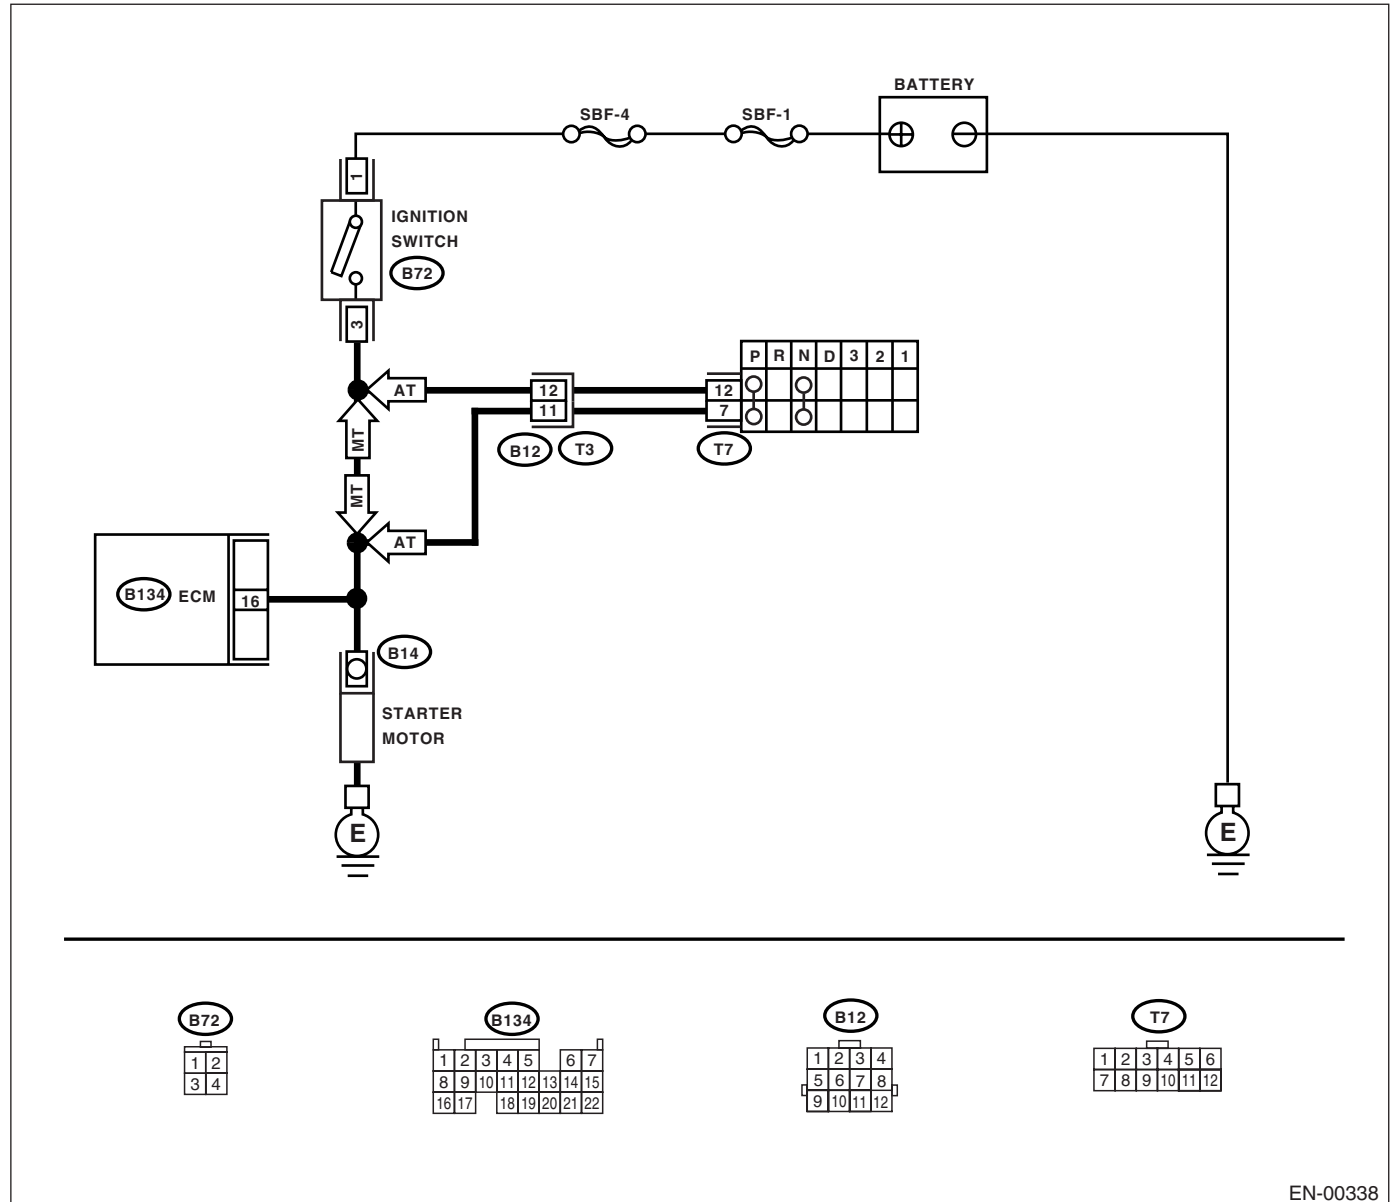 BATTERY
SBF-4
SBF-1
1
IGNITION
SWITCH
B72
3
P R N D 3 2 1
AT
12
12
11
7
MT
B12
T3
T7
MT
AT
B134
ECM
16
B14
STARTER
MOTOR
E
E
B72
B134
B12
T7
1 2
3 4
1 2 3 4 5 6 7
8 9 10 11 12 13 14 15
16 17 18 19 20 21 22
1 2 3 4
5 6 7 8
9 10 11 12
1 2 3 4 5 6
7 8 9 10 11 12
EN-00338